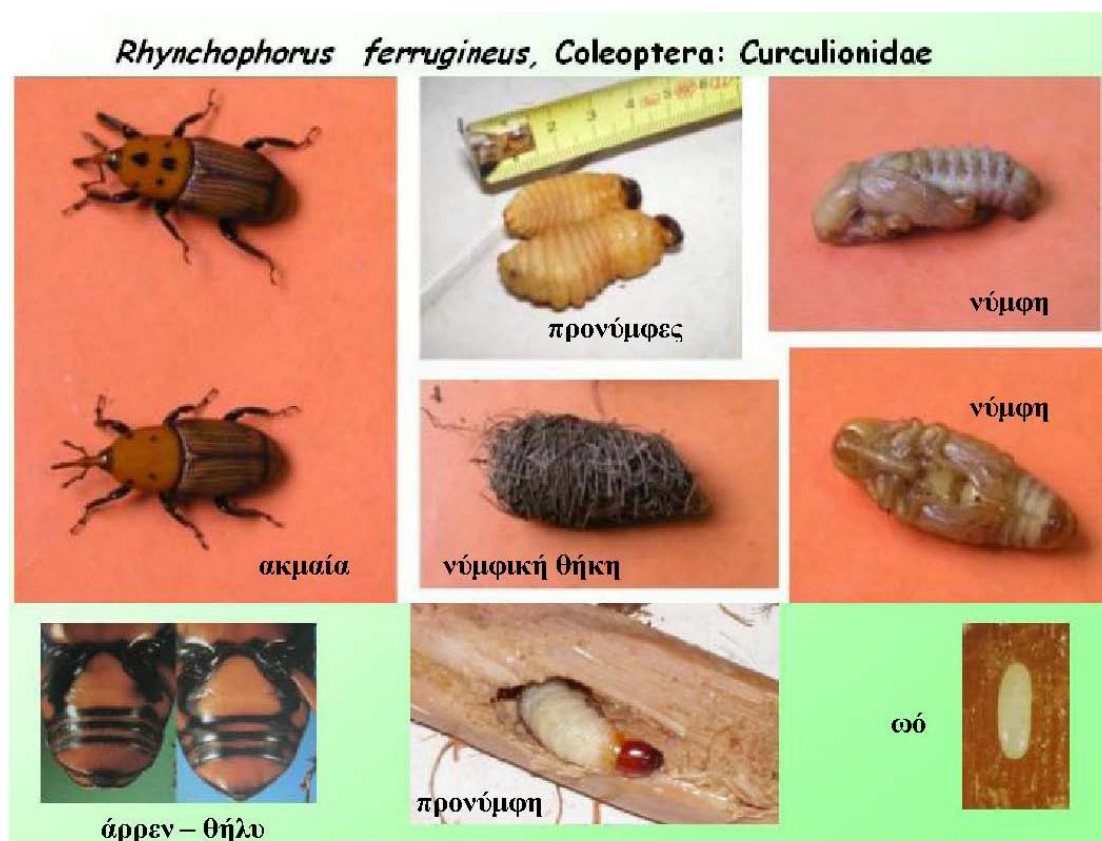 Rhynchophorus ferrugineus, Coleoptera: Curculionidae
ακμαία
προνύμφες
νύμφη
νύμφική θήκη
νύμφη
άρρεν – θήλυ
προνύμφη
ωό